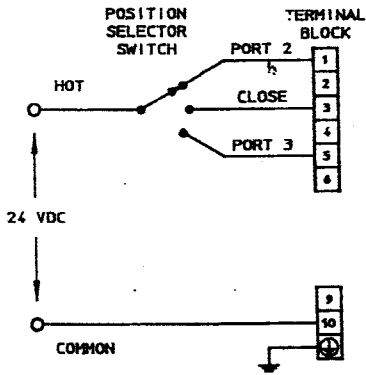 POSITION
SELECTOR
SWITCH
TERMINAL
BLOCK
PORT 2
1
2
HOT
CLOSE
3
4
PORT 3
5
6
24 VDC
9
10
COMMON